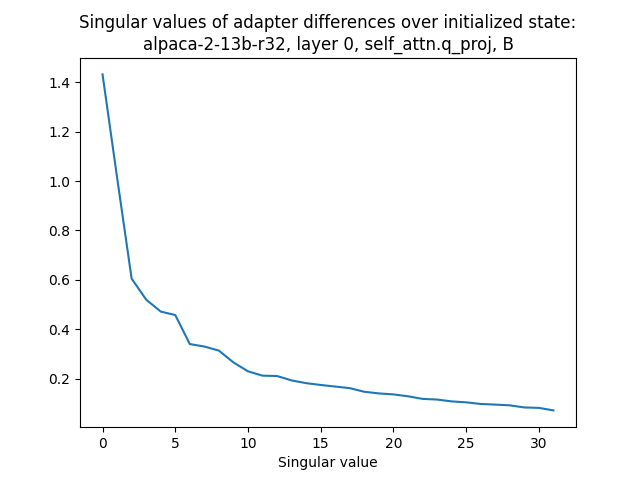 Singular values of adapter differences over initialized state:
alpaca-2-13b-r32, layer 0, self_attn.q_proj, B
1.4
1.2
1.0
0.8
0.6
0.4
0.2
0 5 10 15 20 25 30
Singular value